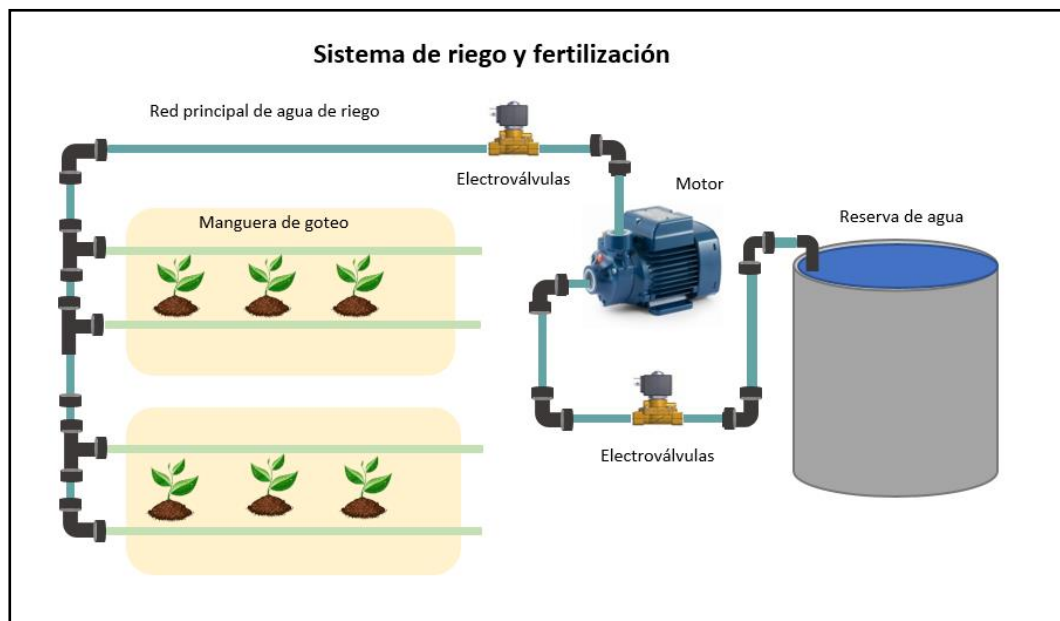 Sistema de riego y fertilización
Red principal de agua de riego
Electroválvulas
Motor
Reserva de agua
Manguera de goteo
Electroválvulas